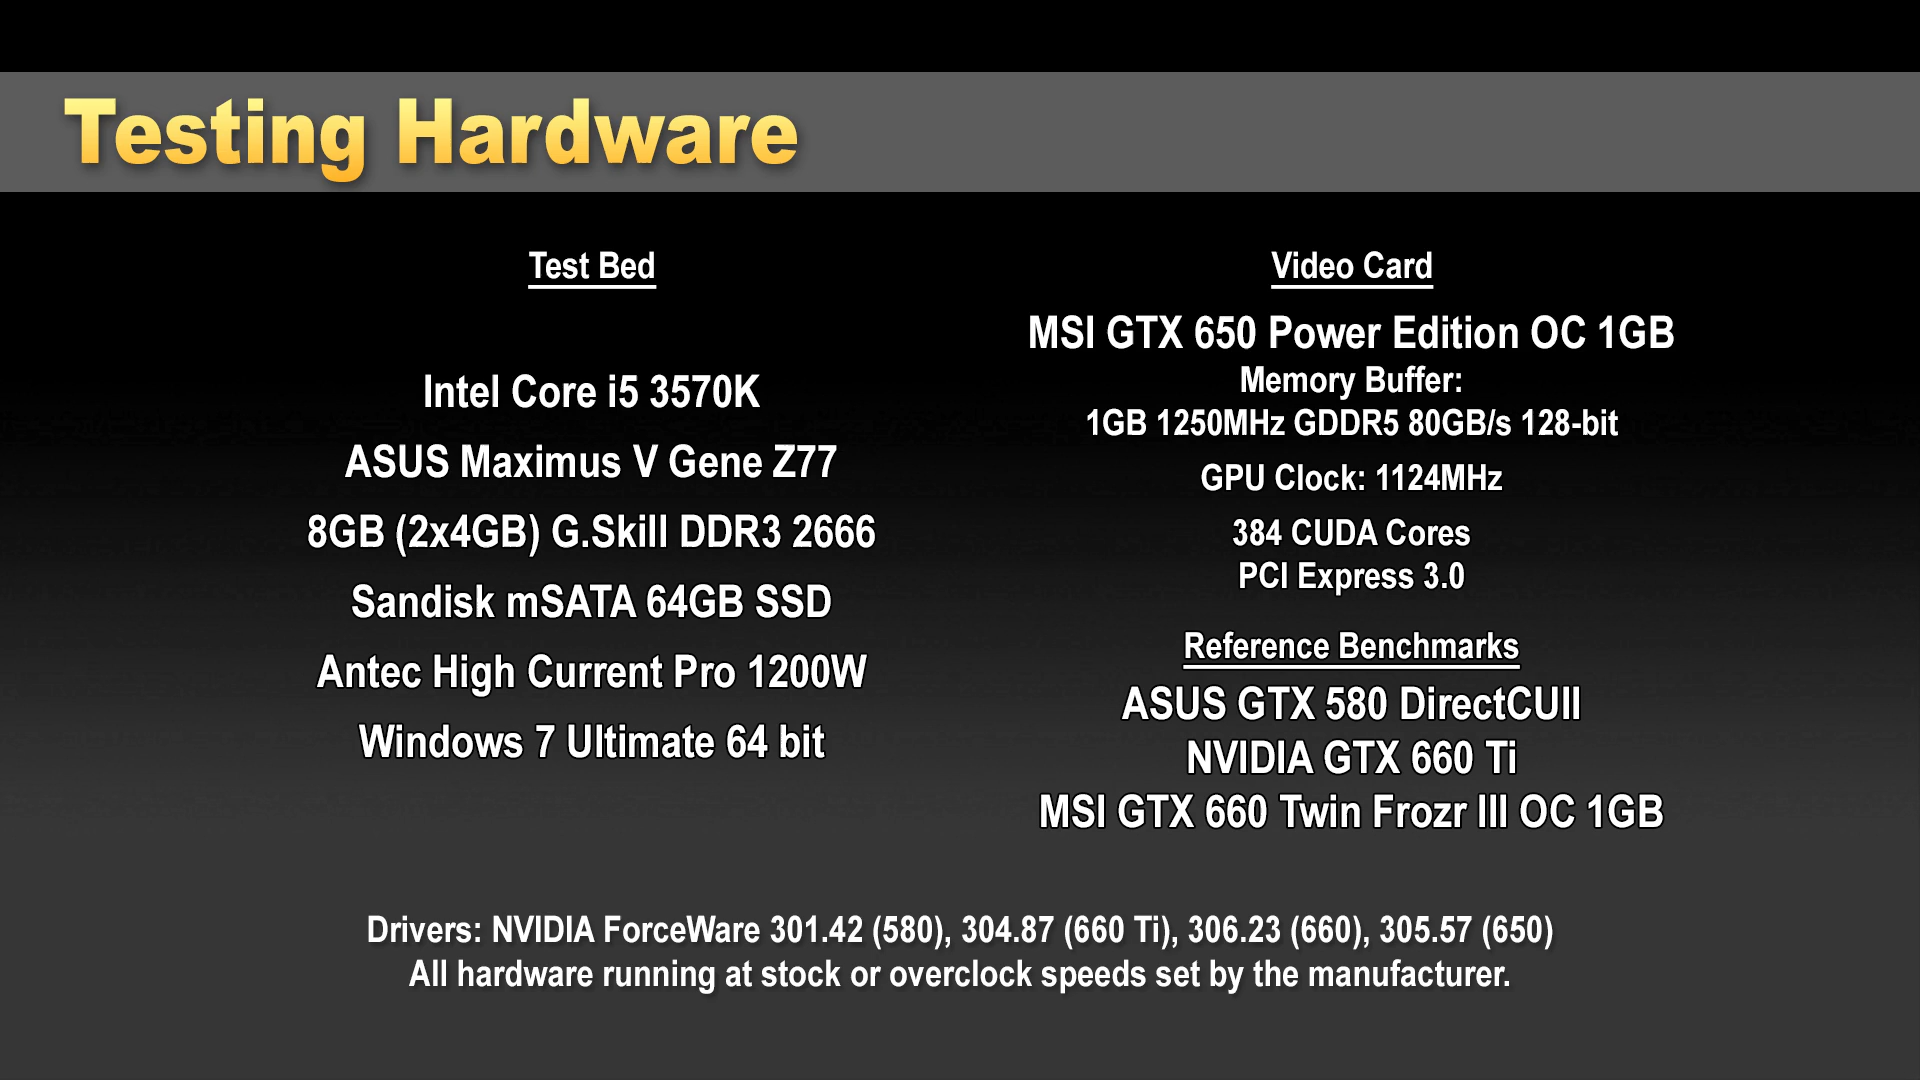 Testing Hardware
Test Bed
Intel Core i5 3570K
ASUS Maximus V Gene Z77
8GB (2x4GB) G.Skill DDR3 2666
Sandisk mSATA 64GB SSD
Antec High Current Pro 1200W
Windows 7 Ultimate 64 bit
Video Card
MSI GTX 650 Power Edition OC 1GB
Memory Buffer:
1GB 1250MHz GDDR5 80GB/s 128-bit
GPU Clock: 1124MHz
384 CUDA Cores
PCI Express 3.0
Reference Benchmarks
ASUS GTX 580 DirectCUII
NVIDIA GTX 660 Ti
MSI GTX 660 Twin Frozr III OC 1GB
Drivers: NVIDIA ForceWare 301.42 (580), 304.87 (660 Ti), 306.23 (660), 305.57 (650)
All hardware running at stock or overclock speeds set by the manufacturer.